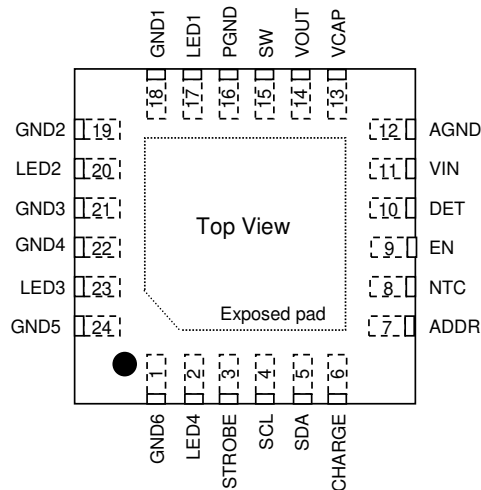 GND1 LED1 PGND SW VOUT VCAP
18 17 16 15 14 13
GND2 19 12 AGND
LED2 20 11 VIN
GND3 21 10 DET
Top View
GND4 22 9 EN
LED3 23 8 NTC
Exposed pad
GND5 24 7 ADDR
1 2 3 4 5 6
GND6 LED4 STROBE SCL SDA CHARGE